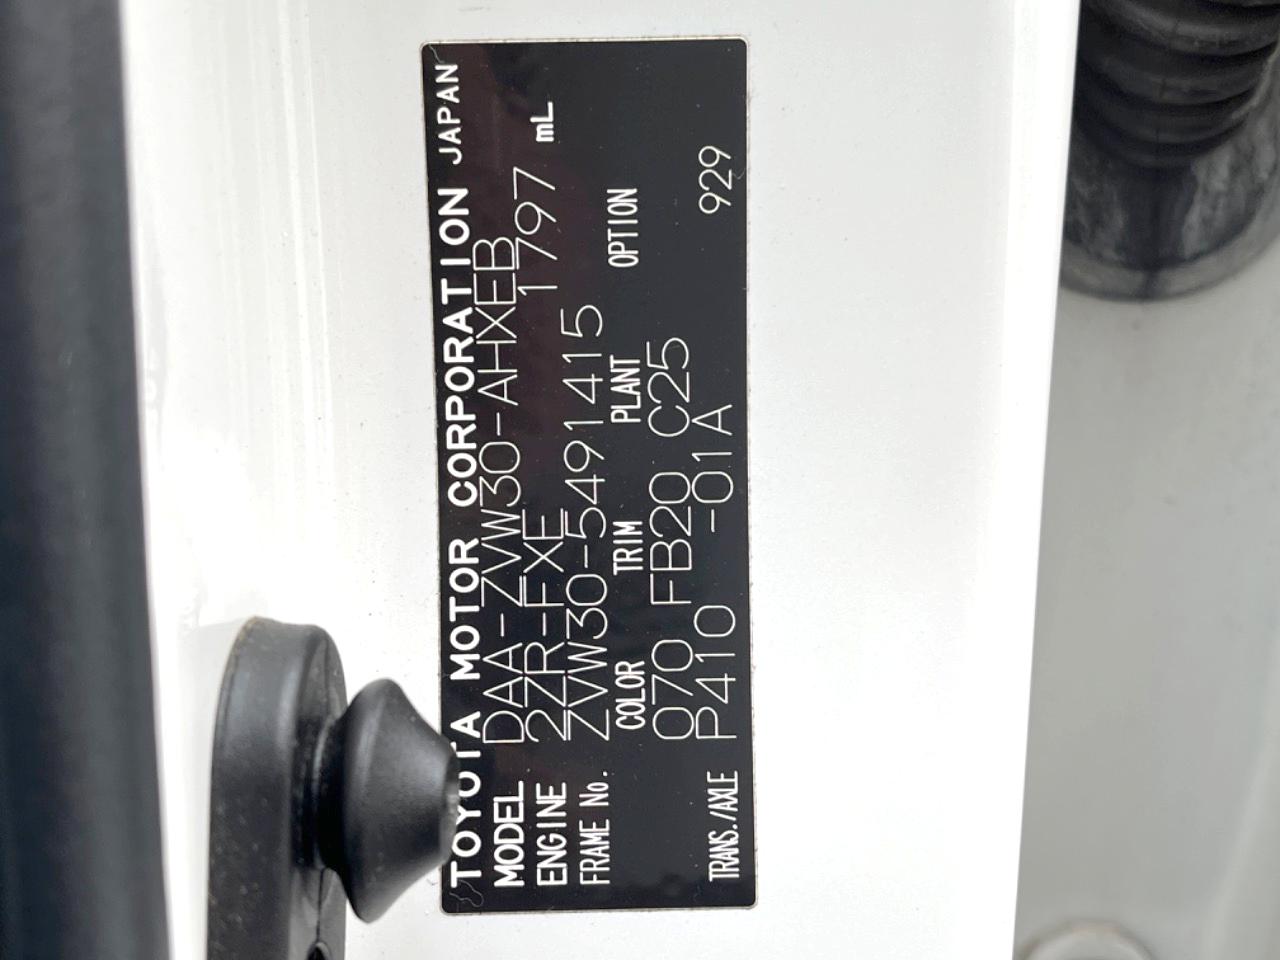 TOYOTA MOTOR CORPORATION JAPAN
MODEL DAA-ZVW30-AHXEB
ENGINE 2ZR-FXE 1797 mL
FRAME No. ZVW30-5491415
COLOR TRIM PLANT OPTION
070 FB20 C25
TRANS./AXLE P410 -01A 929